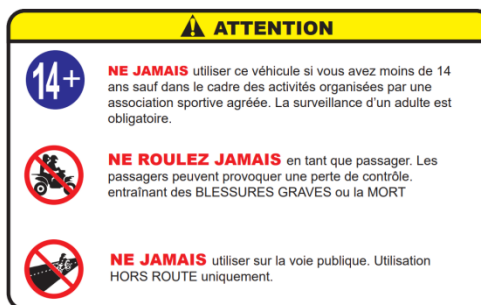 ATTENTION
14+
NE JAMAIS utiliser ce véhicule si vous avez moins de 14
ans sauf dans le cadre des activités organisées par une
association sportive agréée. La surveillance d'un adulte est
obligatoire.
NE ROULEZ JAMAIS en tant que passager. Les
passagers peuvent provoquer une perte de contrôle.
entraînant des BLESSURES GRAVES ou la MORT
NE JAMAIS utiliser sur la voie publique. Utilisation
HORS ROUTE uniquement.